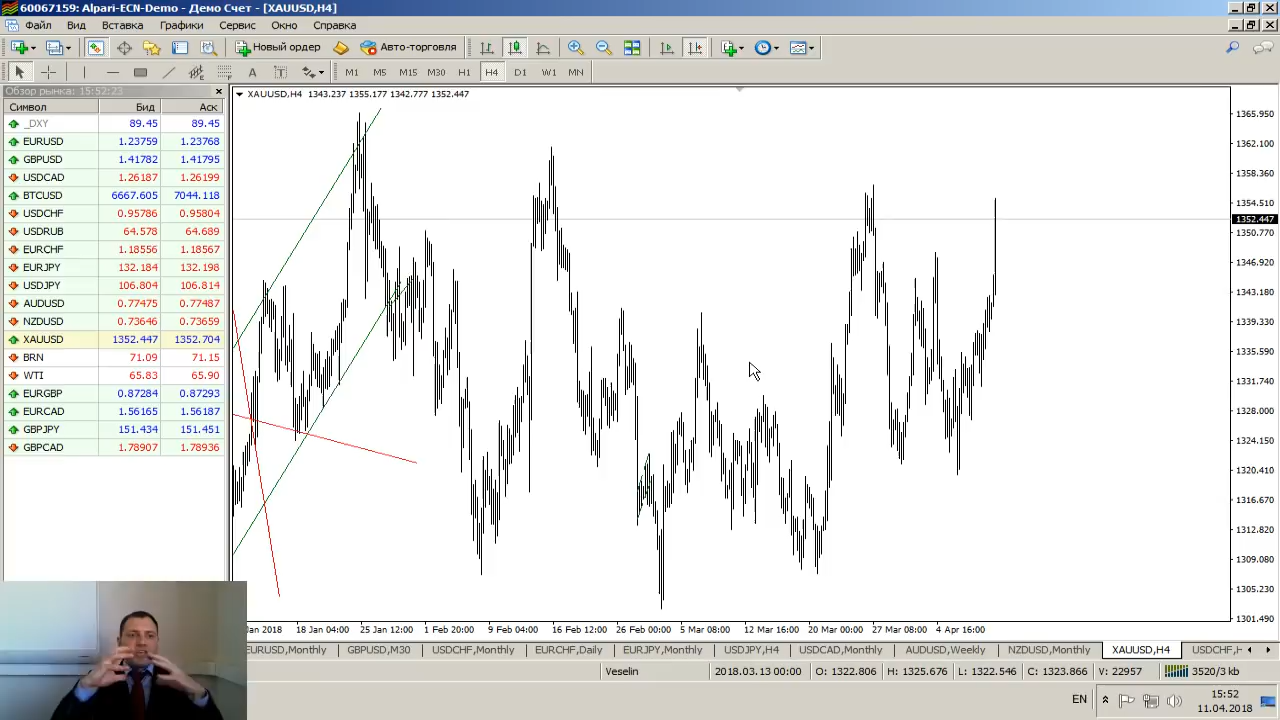 60067159: Alpari-ECN-Demo - Демо Счет - [XAUUSD,H4]
Файл Вид Вставка Графики Сервис Окно Справка
Новый ордер Авто-торговля
A T M1 M5 M15 M30 H1 H4 D1 W1 MN
Обзор рынка: 15:52:23
Символ Бид Аск
_DXY 89.45 89.45
EURUSD 1.23759 1.23768
GBPUSD 1.41782 1.41795
USDCAD 1.26187 1.26199
BTCUSD 6667.605 7044.118
USDCHF 0.95786 0.95804
USDRUB 64.578 64.689
EURCHF 1.18556 1.18567
EURJPY 132.184 132.198
USDJPY 106.804 106.814
AUDUSD 0.77475 0.77487
NZDUSD 0.73646 0.73659
XAUUSD 1352.447 1352.704
BRN 71.09 71.15
WTI 65.83 65.90
EURGBP 0.87284 0.87293
EURCAD 1.56165 1.56187
GBPJPY 151.434 151.451
GBPCAD 1.78907 1.78936
XAUUSD,H4 1343.237 1355.177 1342.777 1352.447
1365.950
1362.100
1358.360
1354.510
1352.447
1350.770
1346.920
1343.180
1339.330
1335.590
1331.740
1328.000
1324.150
1320.410
1316.670
1312.820
1309.080
1305.230
1301.490
Jan 2018 18 Jan 04:00 25 Jan 12:00 1 Feb 20:00 9 Feb 04:00 16 Feb 12:00 26 Feb 00:00 5 Mar 08:00 12 Mar 16:00 20 Mar 00:00 27 Mar 08:00 4 Apr 16:00
EURUSD,Monthly GBPUSD,M30 USDCHF,Monthly EURCHF,Daily EURJPY,Monthly USDJPY,H4 USDCAD,Monthly AUDUSD,Weekly NZDUSD,Monthly XAUUSD,H4 USDCHF,H
Veselin 2018.03.13 00:00 O: 1322.806 H: 1325.676 L: 1322.546 C: 1323.866 V: 22957 3520/3 kb
EN 15:52
11.04.2018